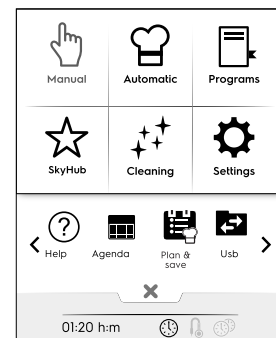 Manual Automatic Programs
SkyHub Cleaning Settings
Help Agenda Plan & save Usb
01:20 h:m